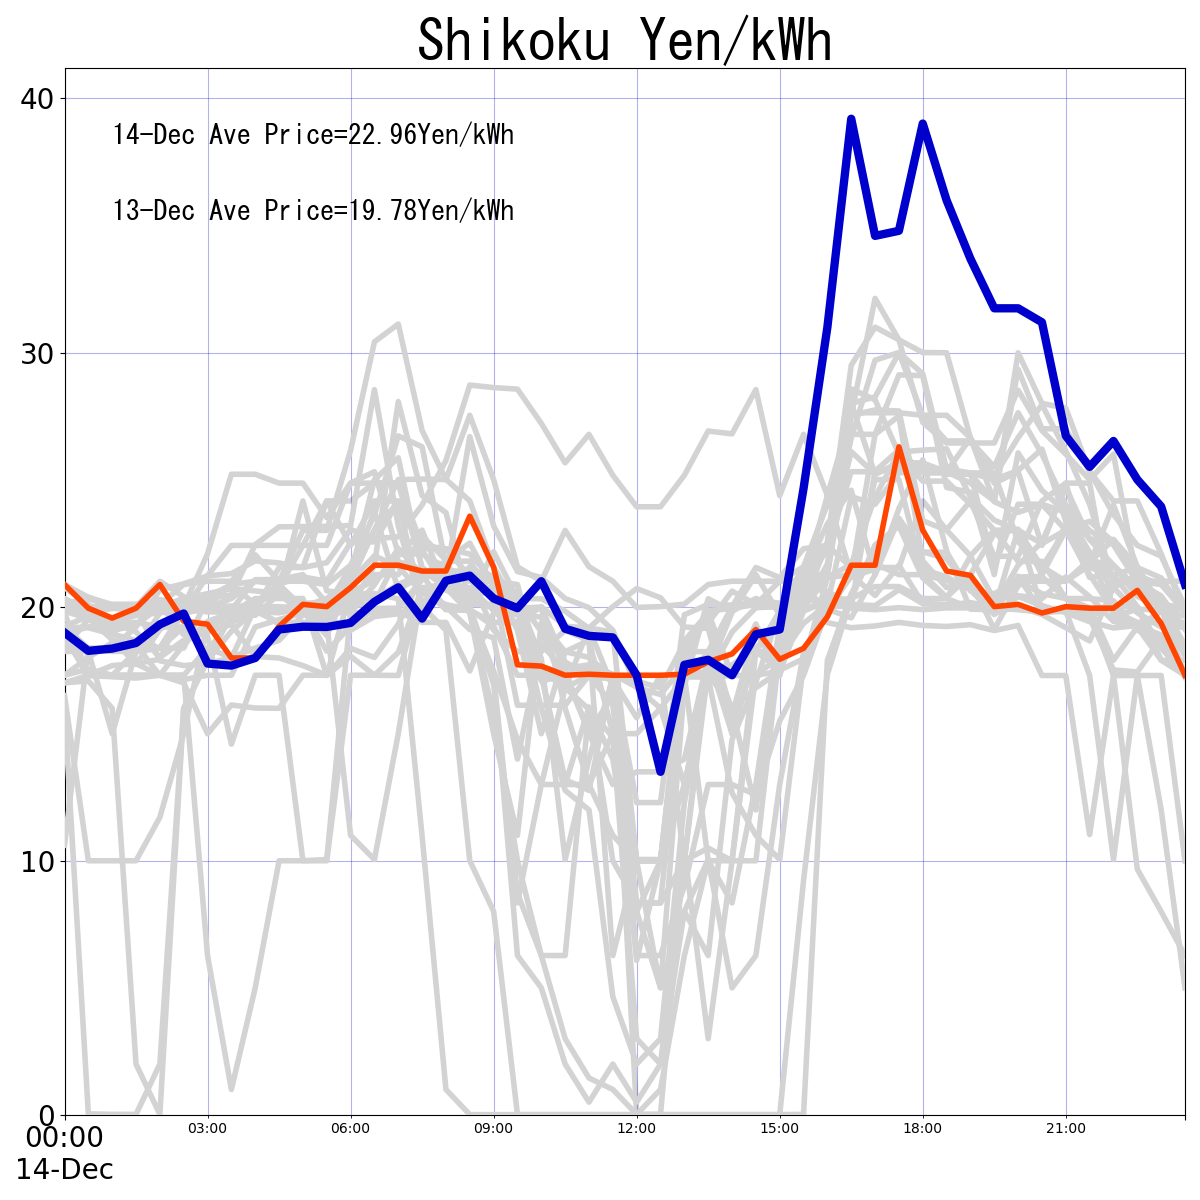 Shikoku Yen/kWh
40
14-Dec Ave Price=22.96Yen/kWh
13-Dec Ave Price=19.78Yen/kWh
30
20
10
0
00:00 03:00 06:00 09:00 12:00 15:00 18:00 21:00
14-Dec